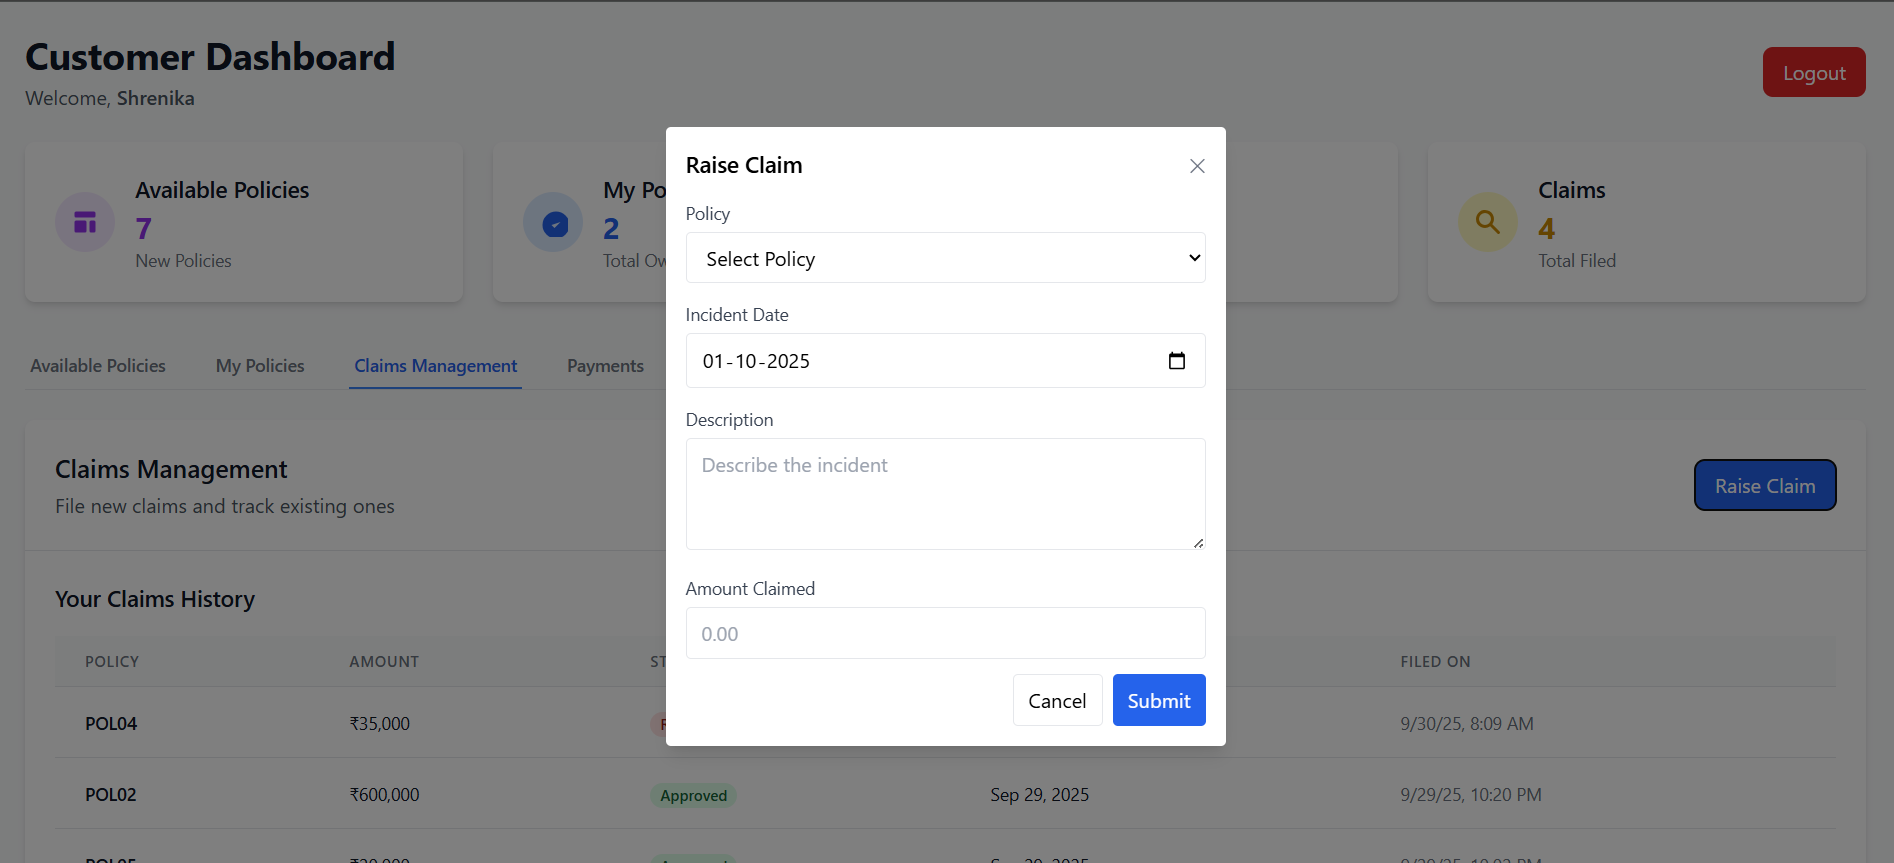 Customer Dashboard
Welcome, Shrenika
Logout
Available Policies
7
New Policies
My
2
Total
Claims
4
Total Filed
Available Policies
My Policies
Claims Management
Payments
Claims Management
File new claims and track existing ones
Raise Claim
Your Claims History
POLICY AMOUNT FILED ON
POL04 ₹35,000 9/30/25, 8:09 AM
POL02 ₹600,000 Approved Sep 29, 2025 9/29/25, 10:20 PM
Raise Claim
Policy
Select Policy
Incident Date
01-10-2025
Description
Describe the incident
Amount Claimed
0.00
Cancel
Submit